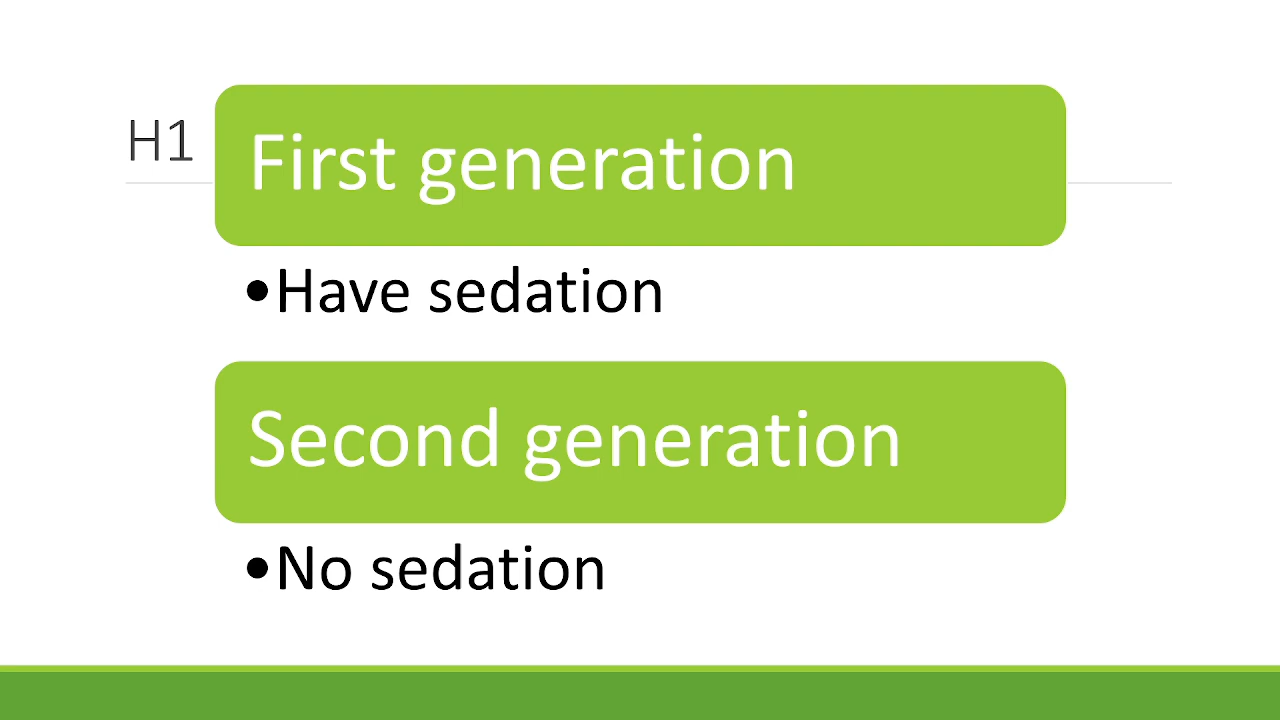 H1
First generation
•Have sedation
Second generation
•No sedation